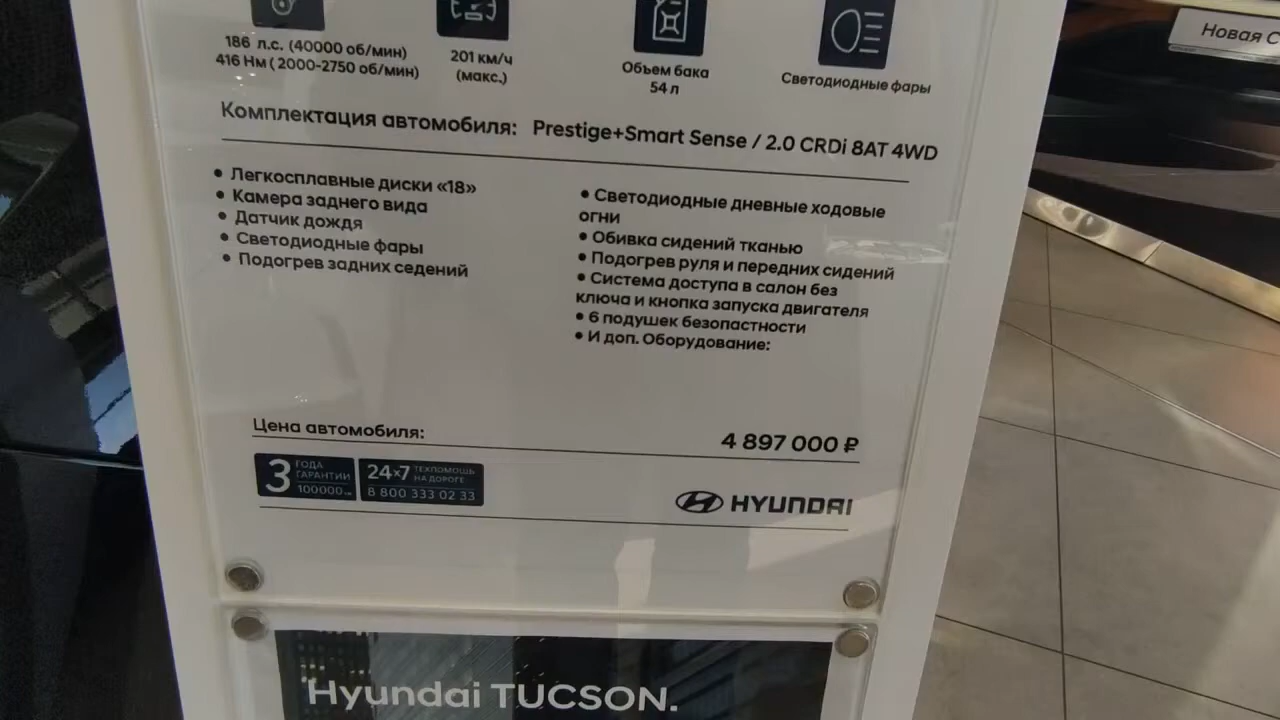 186 л.с. (40000 об/мин)
416 Нм ( 2000-2750 об/мин)
201 км/ч
(макс.)
Объем бака
54 л
Светодиодные фары
Новая С
Комплектация автомобиля: Prestige+Smart Sense / 2.0 CRDi 8AT 4WD
• Легкосплавные диски «18»
• Камера заднего вида
• Датчик дождя
• Светодиодные фары
• Подогрев задних седений
• Светодиодные дневные ходовые
огни
• Обивка сидений тканью
• Подогрев руля и передних сидений
• Система доступа в салон без
ключа и кнопка запуска двигателя
• 6 подушек безопастности
• И доп. Оборудование:
Цена автомобиля: 4 897 000 ₽
3 ГОДА
ГАРАНТИИ
100000 км
24×7 ТЕХПОМОЩЬ
НА ДОРОГЕ
8 800 333 02 33
HYUNDAI
Hyundai TUCSON.